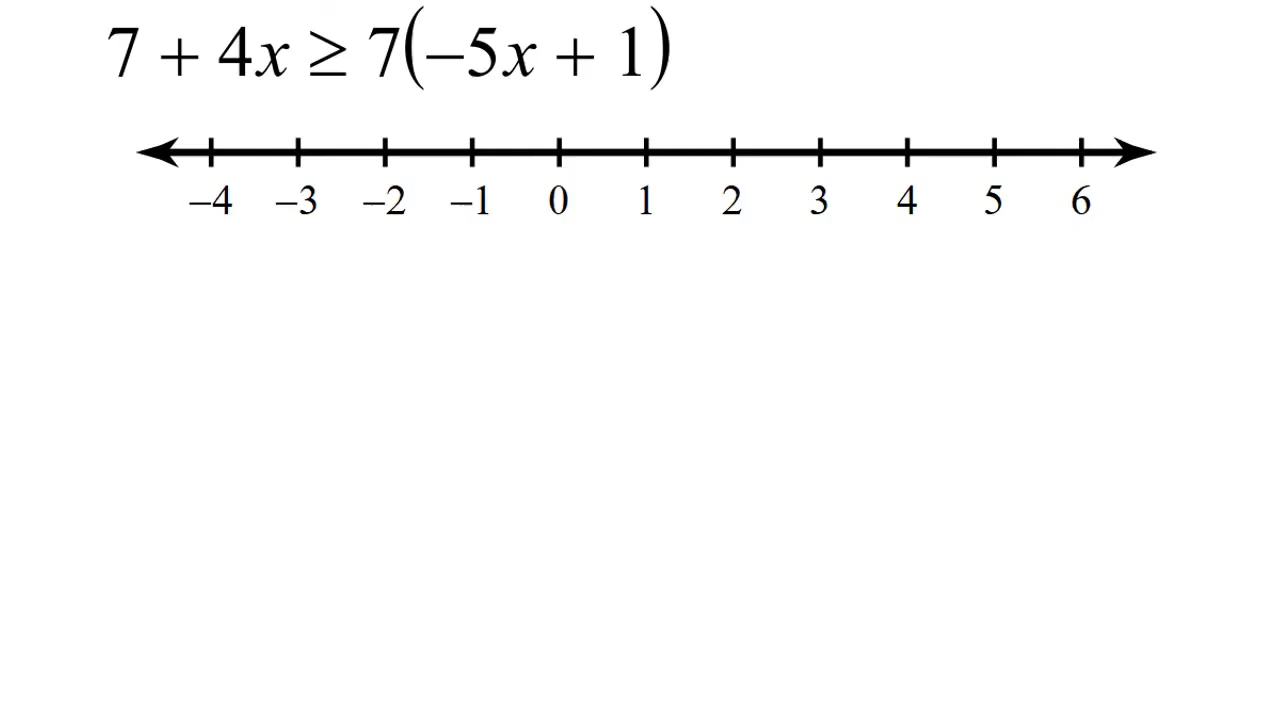 7 + 4x ≥ 7(−5x + 1)
−4 −3 −2 −1 0 1 2 3 4 5 6